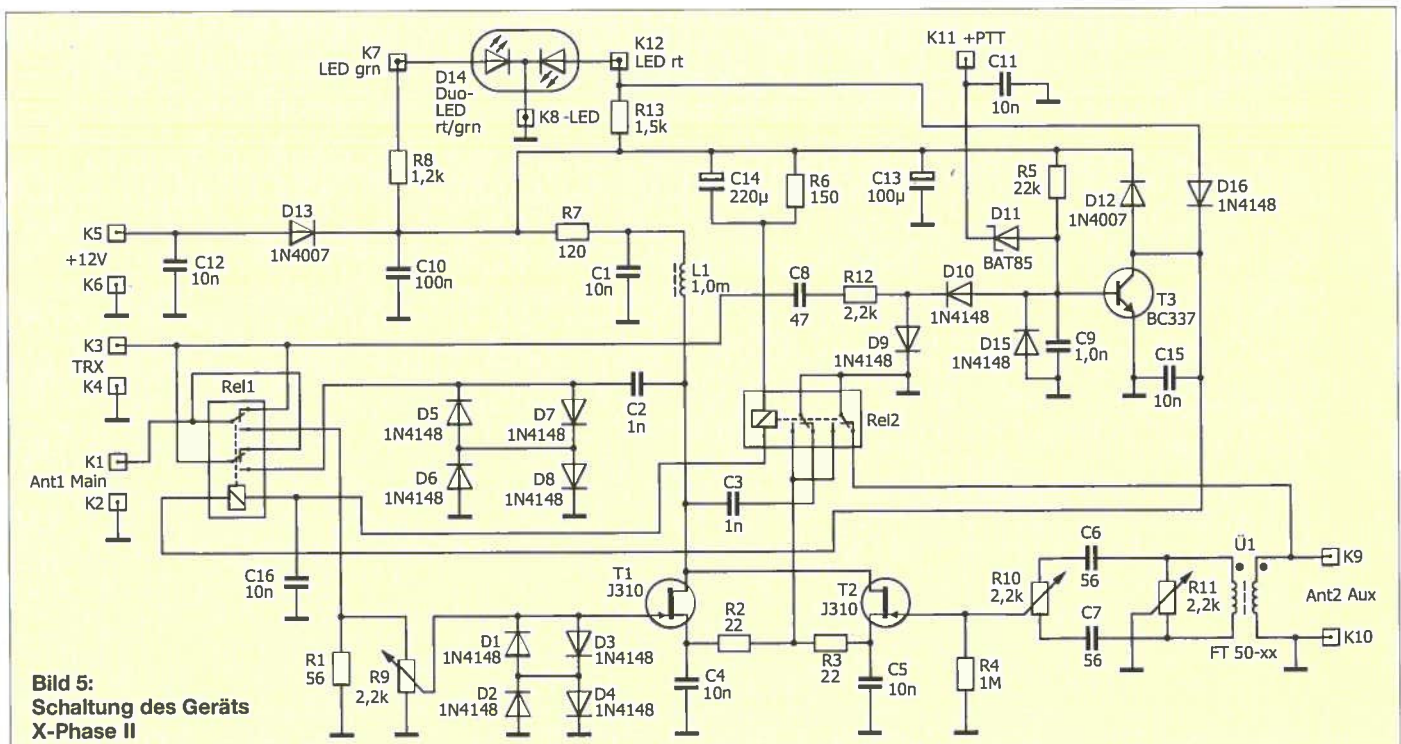 K7
LED grn
D14
Duo-
LED
rt/grn
K8 -LED
K12
LED rt
R13
1,5k
K11 +PTT
C11
10n
R8
1,2k
D13
1N4007
K5
+12V
K6
C12
10n
C10
100n
R7
120
C1
10n
L1
1,0m
C14
220µ
R6
150
C13
100µ
R5
22k
D12
1N4007
D16
1N4148
D11
BAT85
C8
47
R12
2,2k
D10
1N4148
D9
1N4148
D15
1N4148
C9
1,0n
T3
BC337
C15
10n
K3
TRX
K4
Rel1
K1
Ant1 Main
K2
D5
1N4148
D7
1N4148
D6
1N4148
D8
1N4148
C2
1n
Rel2
C3
1n
C16
10n
R1
56
R9
2,2k
D1
1N4148
D3
1N4148
D2
1N4148
D4
1N4148
T1
J310
R2
22
C4
10n
R3
22
T2
J310
C5
10n
R4
1M
R10
2,2k
C6
56
C7
56
R11
2,2k
Ü1
FT 50-xx
K9
Ant2 Aux
K10
Bild 5:
Schaltung des Geräts
X-Phase II